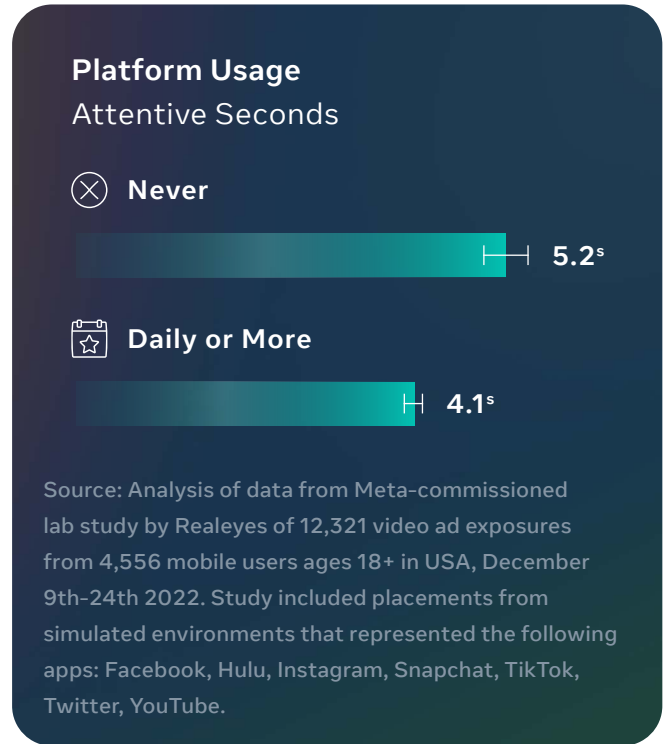 Platform Usage
Attentive Seconds
Never
5.2s
Daily or More
4.1s
Source: Analysis of data from Meta-commissioned
lab study by Realeyes of 12,321 video ad exposures
from 4,556 mobile users ages 18+ in USA, December
9th-24th 2022. Study included placements from
simulated environments that represented the following
apps: Facebook, Hulu, Instagram, Snapchat, TikTok,
Twitter, YouTube.